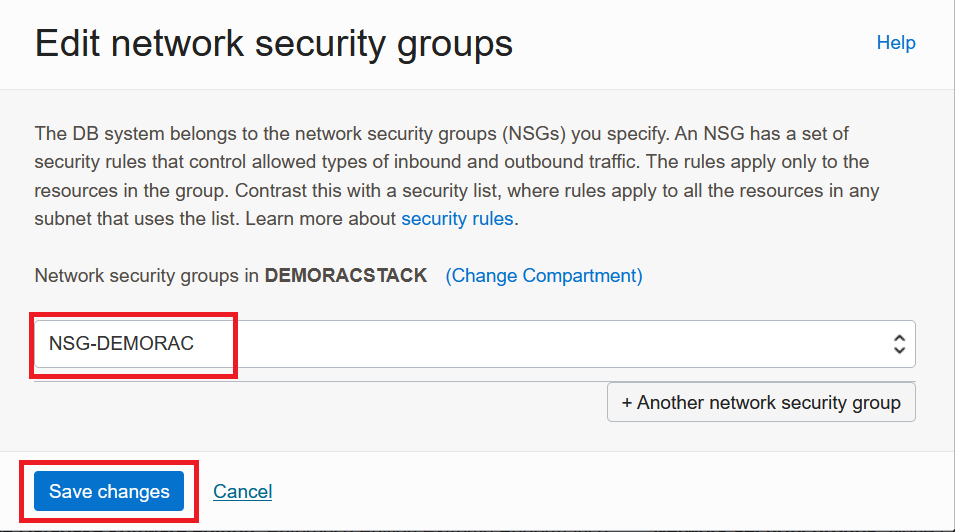 Edit network security groups
Help
The DB system belongs to the network security groups (NSGs) you specify. An NSG has a set of
security rules that control allowed types of inbound and outbound traffic. The rules apply only to the
resources in the group. Contrast this with a security list, where rules apply to all the resources in any
subnet that uses the list. Learn more about security rules.
Network security groups in DEMORACSTACK (Change Compartment)
NSG-DEMORAC
+ Another network security group
Save changes
Cancel